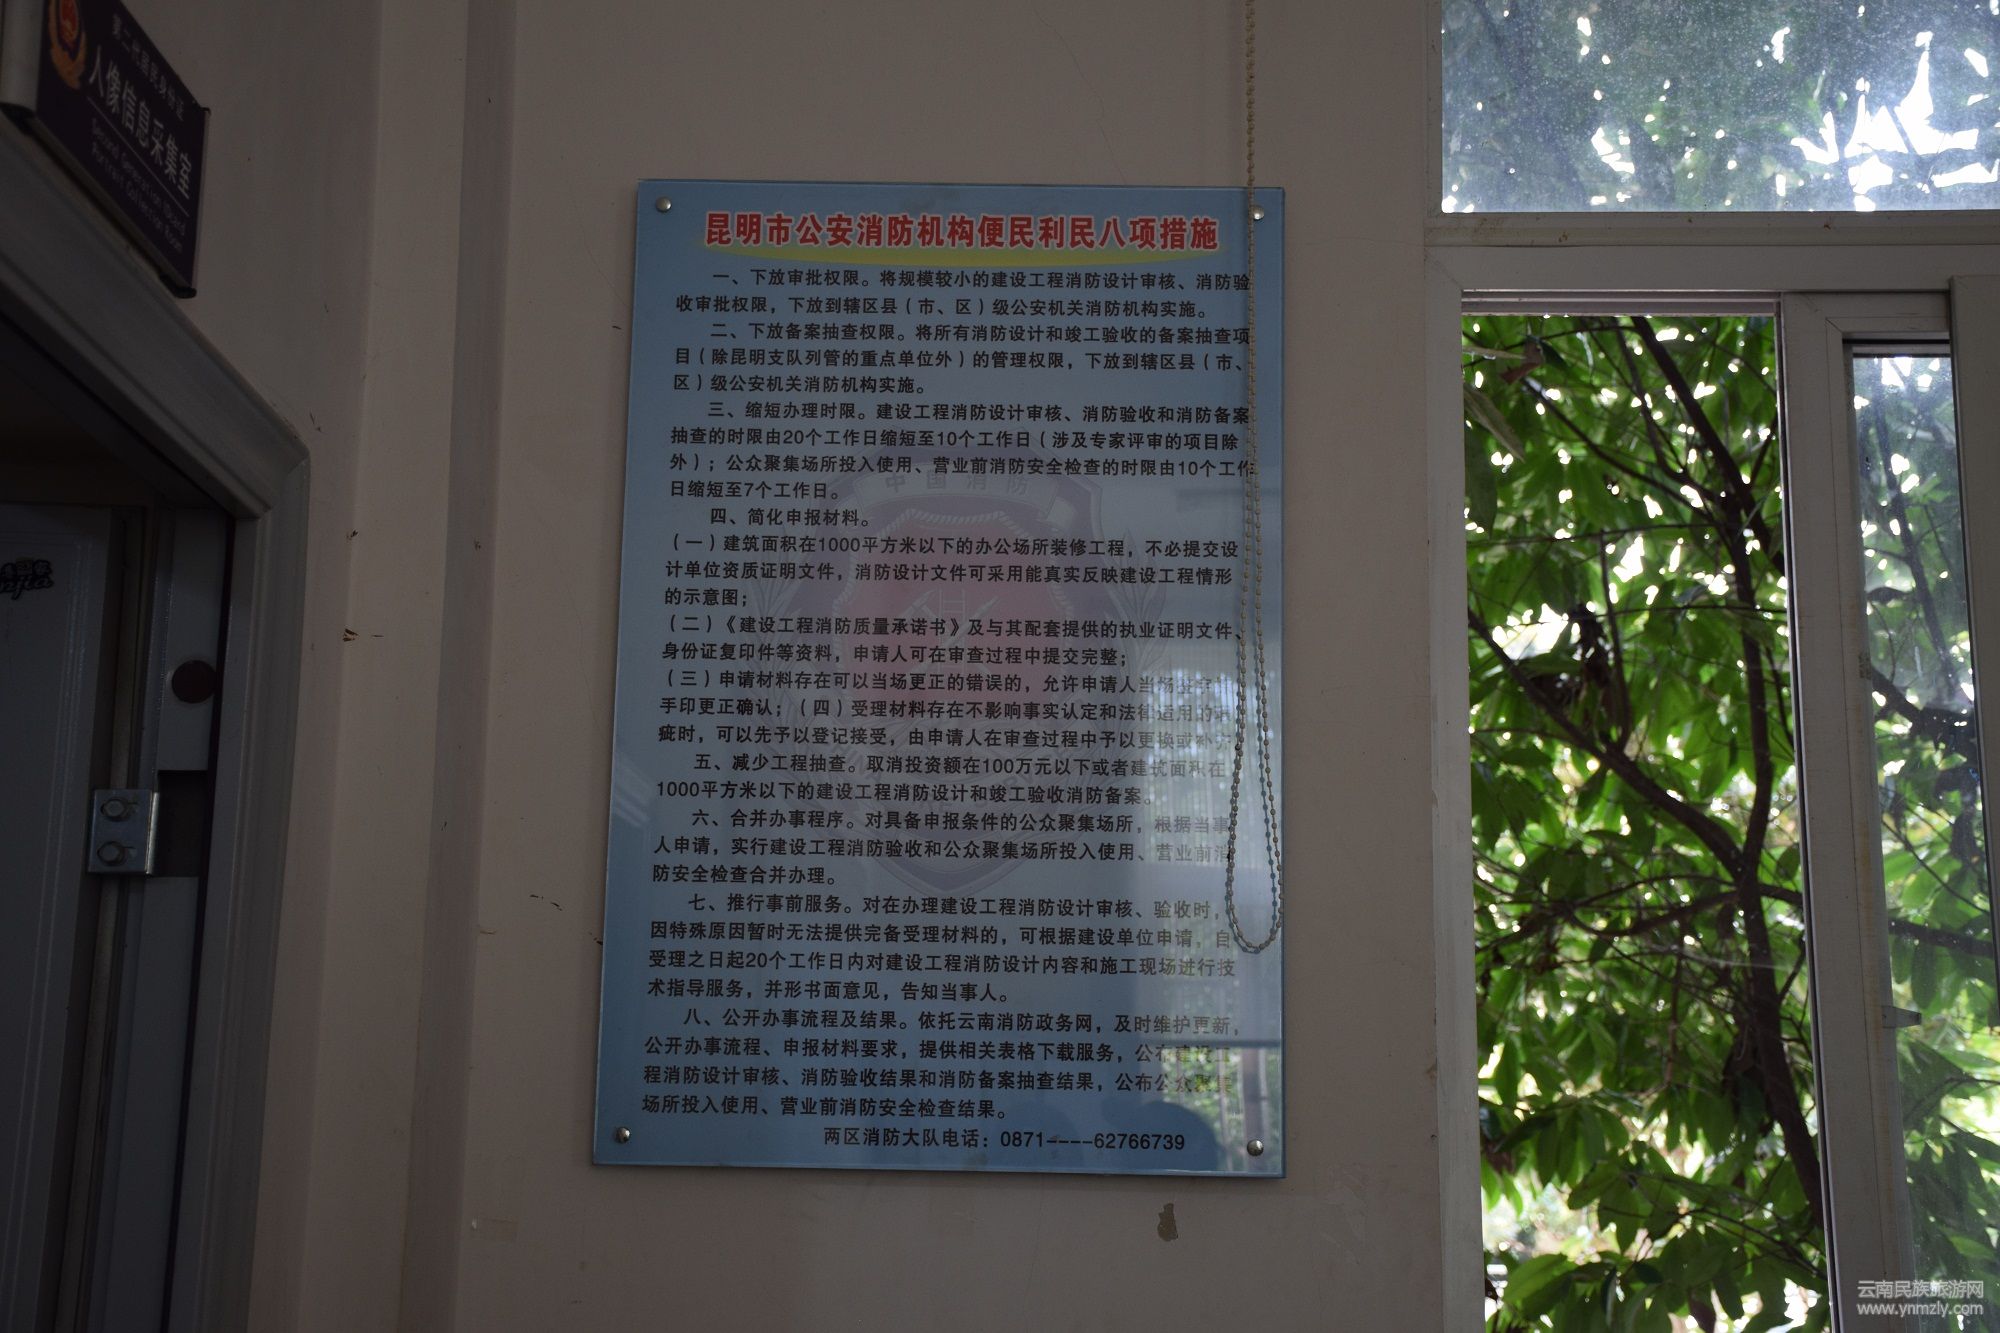 第二代居民身份证
人像信息采集室
Second Generation ID card
Portrait Collection Room
昆明市公安消防机构便民利民八项措施
一、下放审批权限。将规模较小的建设工程消防设计审核、消防验
收审批权限，下放到辖区县（市、区）级公安机关消防机构实施。
二、下放备案抽查权限。将所有消防设计和竣工验收的备案抽查项
目（除昆明支队列管的重点单位外）的管理权限，下放到辖区县（市、
区）级公安机关消防机构实施。
三、缩短办理时限。建设工程消防设计审核、消防验收和消防备案
抽查的时限由20个工作日缩短至10个工作日（涉及专家评审的项目除
外）；公众聚集场所投入使用、营业前消防安全检查的时限由10个工作
日缩短至7个工作日。
中国消防
四、简化申报材料。
（一）建筑面积在1000平方米以下的办公场所装修工程，不必提交设
计单位资质证明文件，消防设计文件可采用能真实反映建设工程情形
的示意图；
（二）《建设工程消防质量承诺书》及与其配套提供的执业证明文件、
身份证复印件等资料，申请人可在审查过程中提交完整；
（三）申请材料存在可以当场更正的错误的，允许申请人当场
手印更正确认；（四）受理材料存在不影响事实认定和法律适用的
疵时，可以先予以登记接受，由申请人在审查过程中予以更换或补充
五、减少工程抽查。取消投资额在100万元以下或者建筑面积在
1000平方米以下的建设工程消防设计和竣工验收消防备案。
六、合并办事程序。对具备申报条件的公众聚集场所，根据当事
人申请，实行建设工程消防验收和公众聚集场所投入使用、营业前消
防安全检查合并办理。
七、推行事前服务。对在办理建设工程消防设计审核、验收时，
因特殊原因暂时无法提供完备受理材料的，可根据建设单位申请，自
受理之日起20个工作日内对建设工程消防设计内容和施工现场进行技
术指导服务，并形书面意见，告知当事人。
八、公开办事流程及结果。依托云南消防政务网，及时维护更新，
公开办事流程、申报材料要求，提供相关表格下载服务，公布建设工
程消防设计审核、消防验收结果和消防备案抽查结果，公布公众聚集
场所投入使用、营业前消防安全检查结果。
两区消防大队电话：0871----62766739
云南民族旅游网
www.ynmzly.com